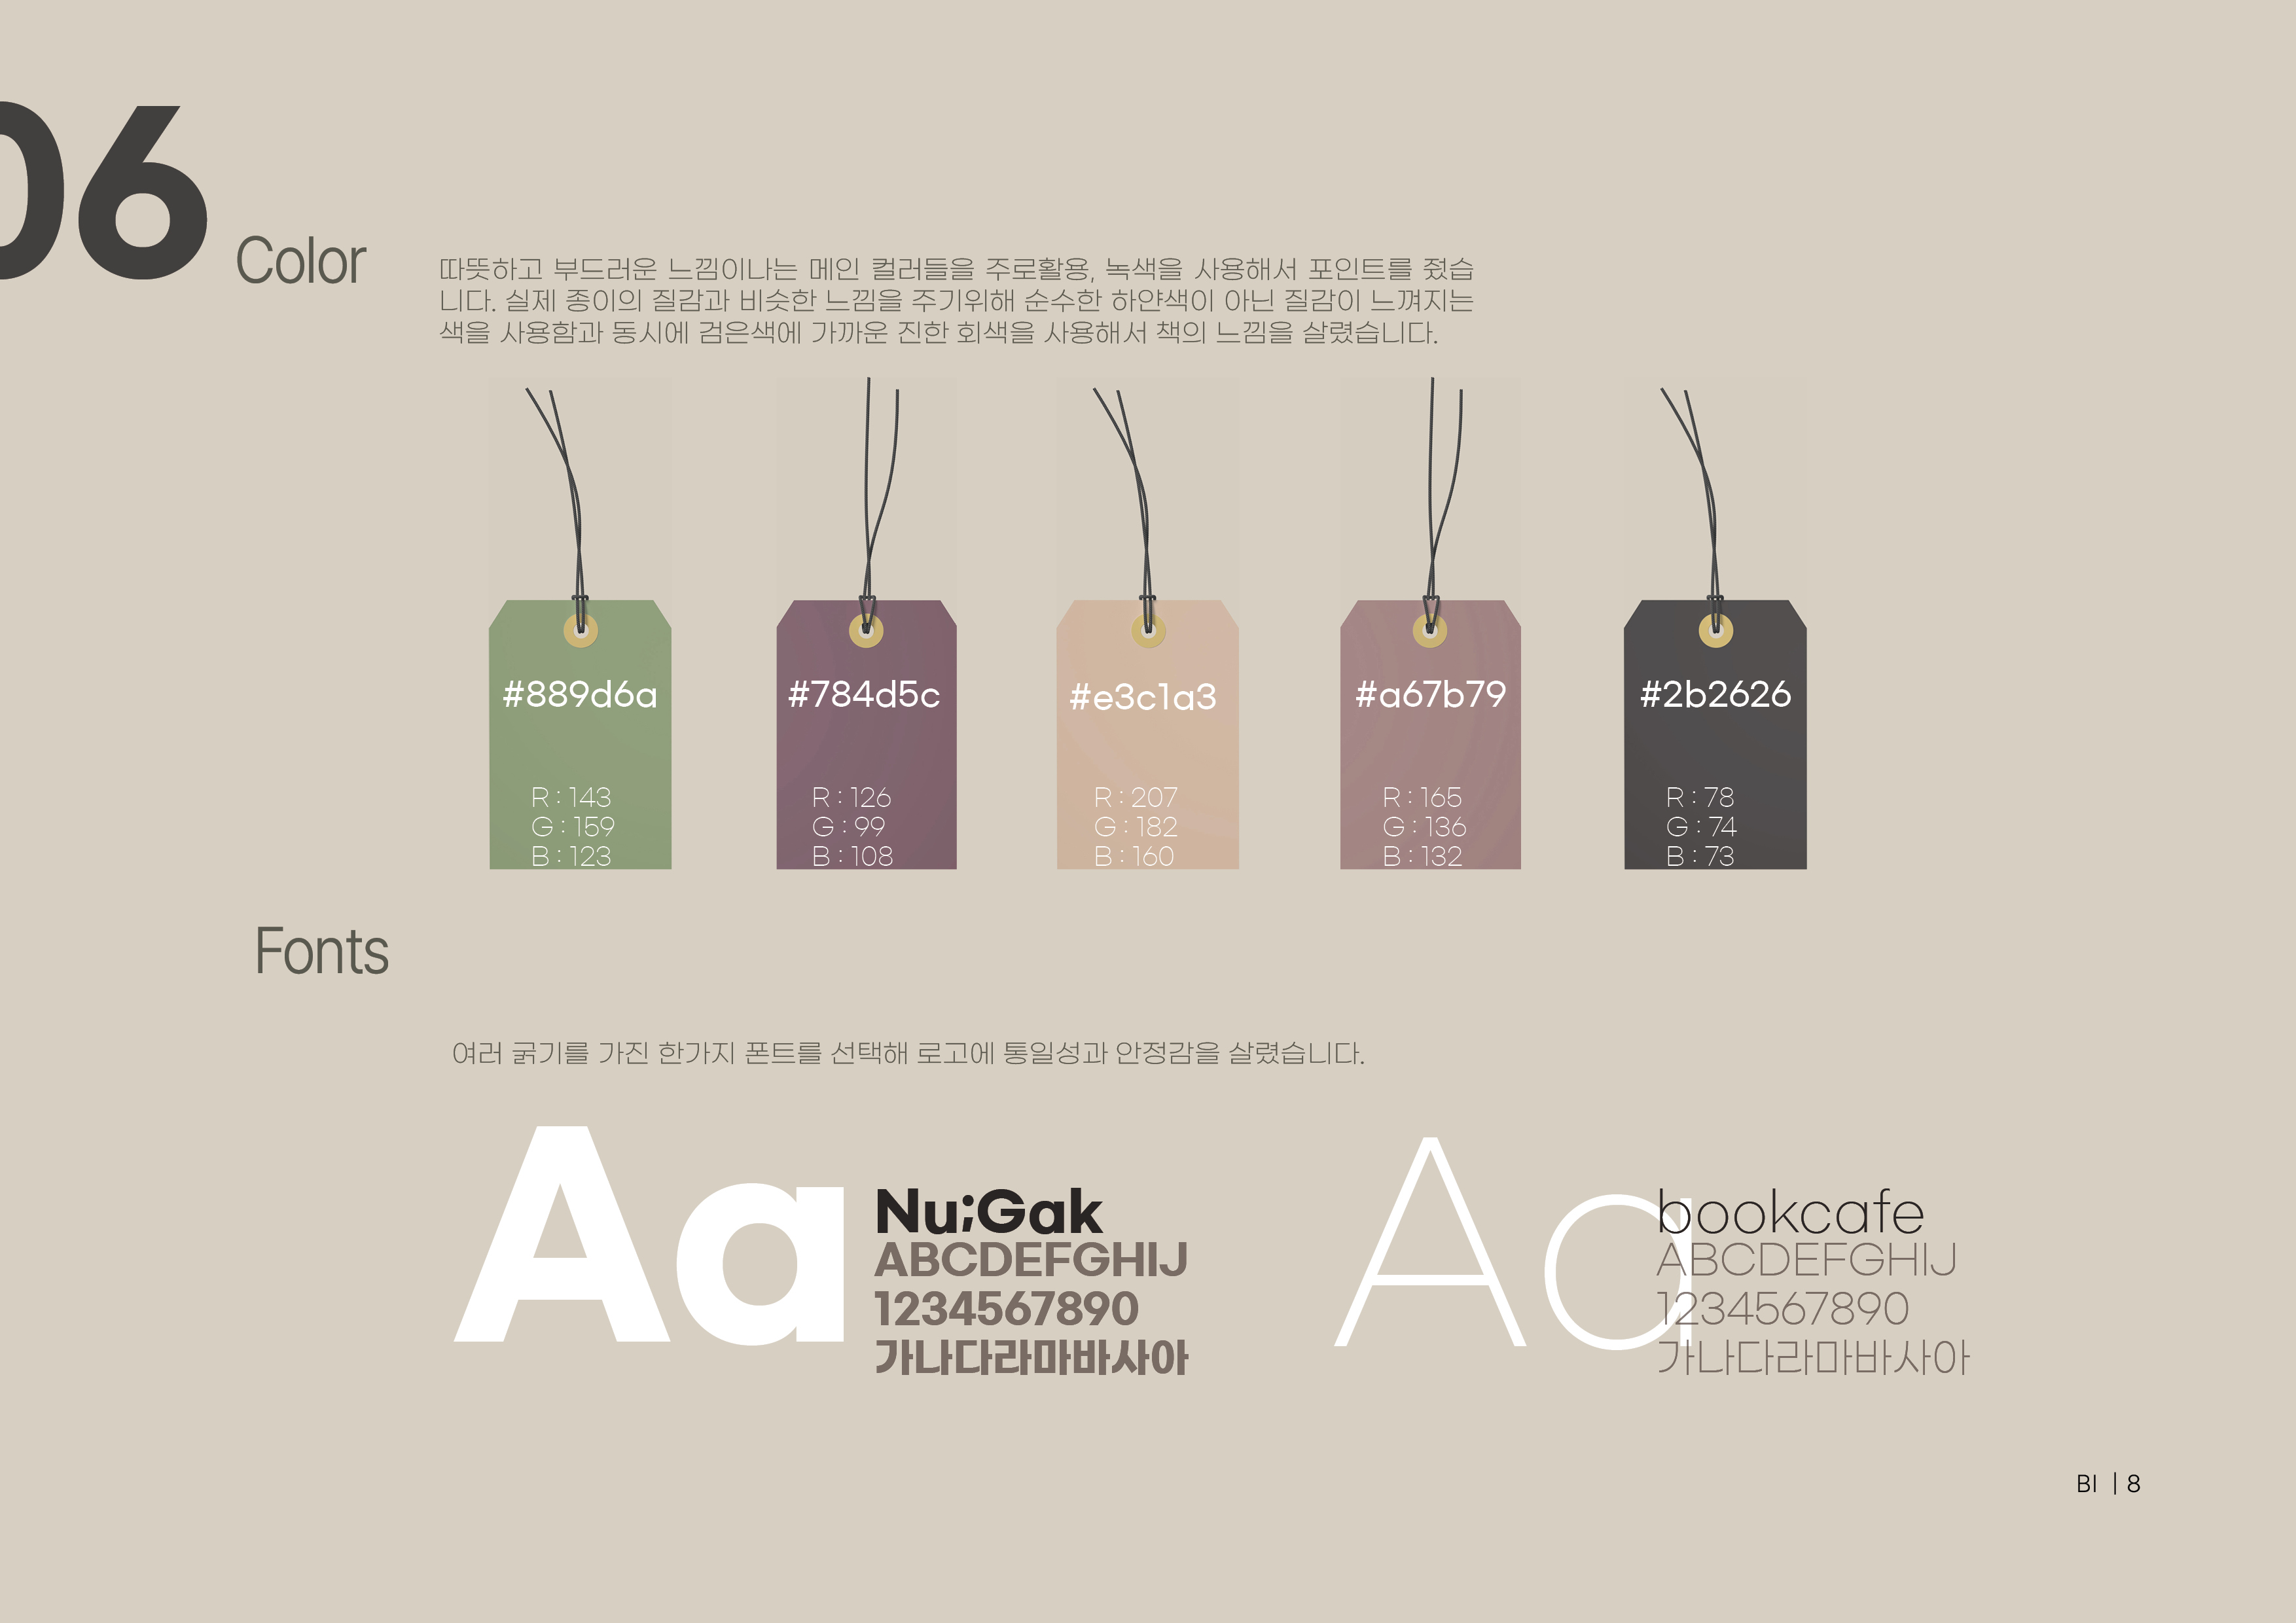 06
Color
따뜻하고 부드러운 느낌이나는 메인 컬러들을 주로활용, 녹색을 사용해서 포인트를 줬습
니다. 실제 종이의 질감과 비슷한 느낌을 주기위해 순수한 하얀색이 아닌 질감이 느껴지는
색을 사용함과 동시에 검은색에 가까운 진한 회색을 사용해서 책의 느낌을 살렸습니다.
#889d6a
R : 143
G : 159
B : 123
#784d5c
R : 126
G : 99
B : 108
#e3c1a3
R : 207
G : 182
B : 160
#a67b79
R : 165
G : 136
B : 132
#2b2626
R : 78
G : 74
B : 73
Fonts
여러 굵기를 가진 한가지 폰트를 선택해 로고에 통일성과 안정감을 살렸습니다.
Aa
Nu;Gak
ABCDEFGHIJ
1234567890
가나다라마바사아
Aa
bookcafe
ABCDEFGHIJ
1234567890
가나다라마바사아
BI | 8